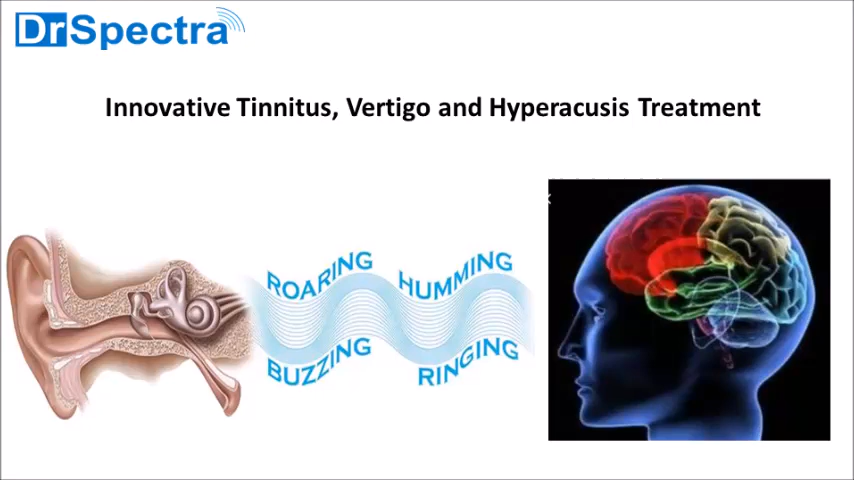 DrSpectra
Innovative Tinnitus, Vertigo and Hyperacusis Treatment
ROARING
HUMMING
BUZZING
RINGING